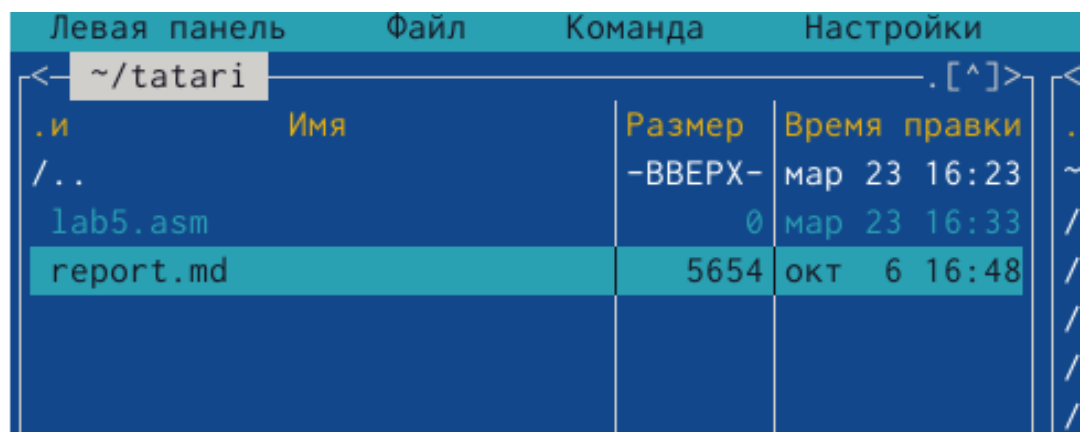 Левая панель Файл Команда Настройки
<- ~/tatari .[^]> <
.и Имя Размер Время правки .
/.. -ВВЕРХ- мар 23 16:23 ~
lab5.asm 0 мар 23 16:33 /
report.md 5654 окт 6 16:48 /
/
/
/